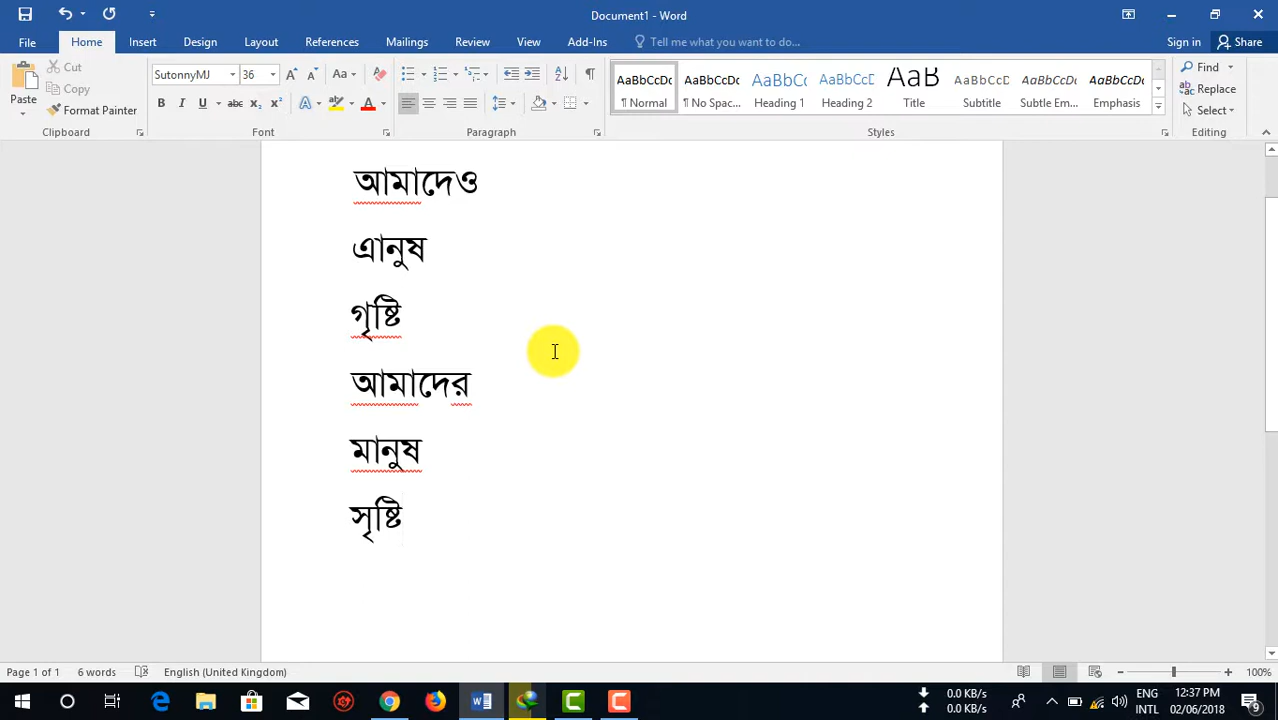 Document1 - Word
File Home Insert Design Layout References Mailings Review View Add-Ins Tell me what you want to do... Sign in Share
Paste Cut Copy Format Painter
SutonnyMJ 36
AaBbCcDc AaBbCcDc AaBbCc AaBbCcE AaB AaBbCcD AaBbCcDc AaBbCcDc
¶ Normal ¶ No Spac... Heading 1 Heading 2 Title Subtitle Subtle Em... Emphasis
Find Replace Select
Clipboard Font Paragraph Styles Editing
আমাদেও
এানুষ
গৃষ্টি
আমাদের
মানুষ
সৃষ্টি
Page 1 of 1 6 words English (United Kingdom) 100%
0.0 KB/s ENG 12:37 PM
0.0 KB/s INTL 02/06/2018 9